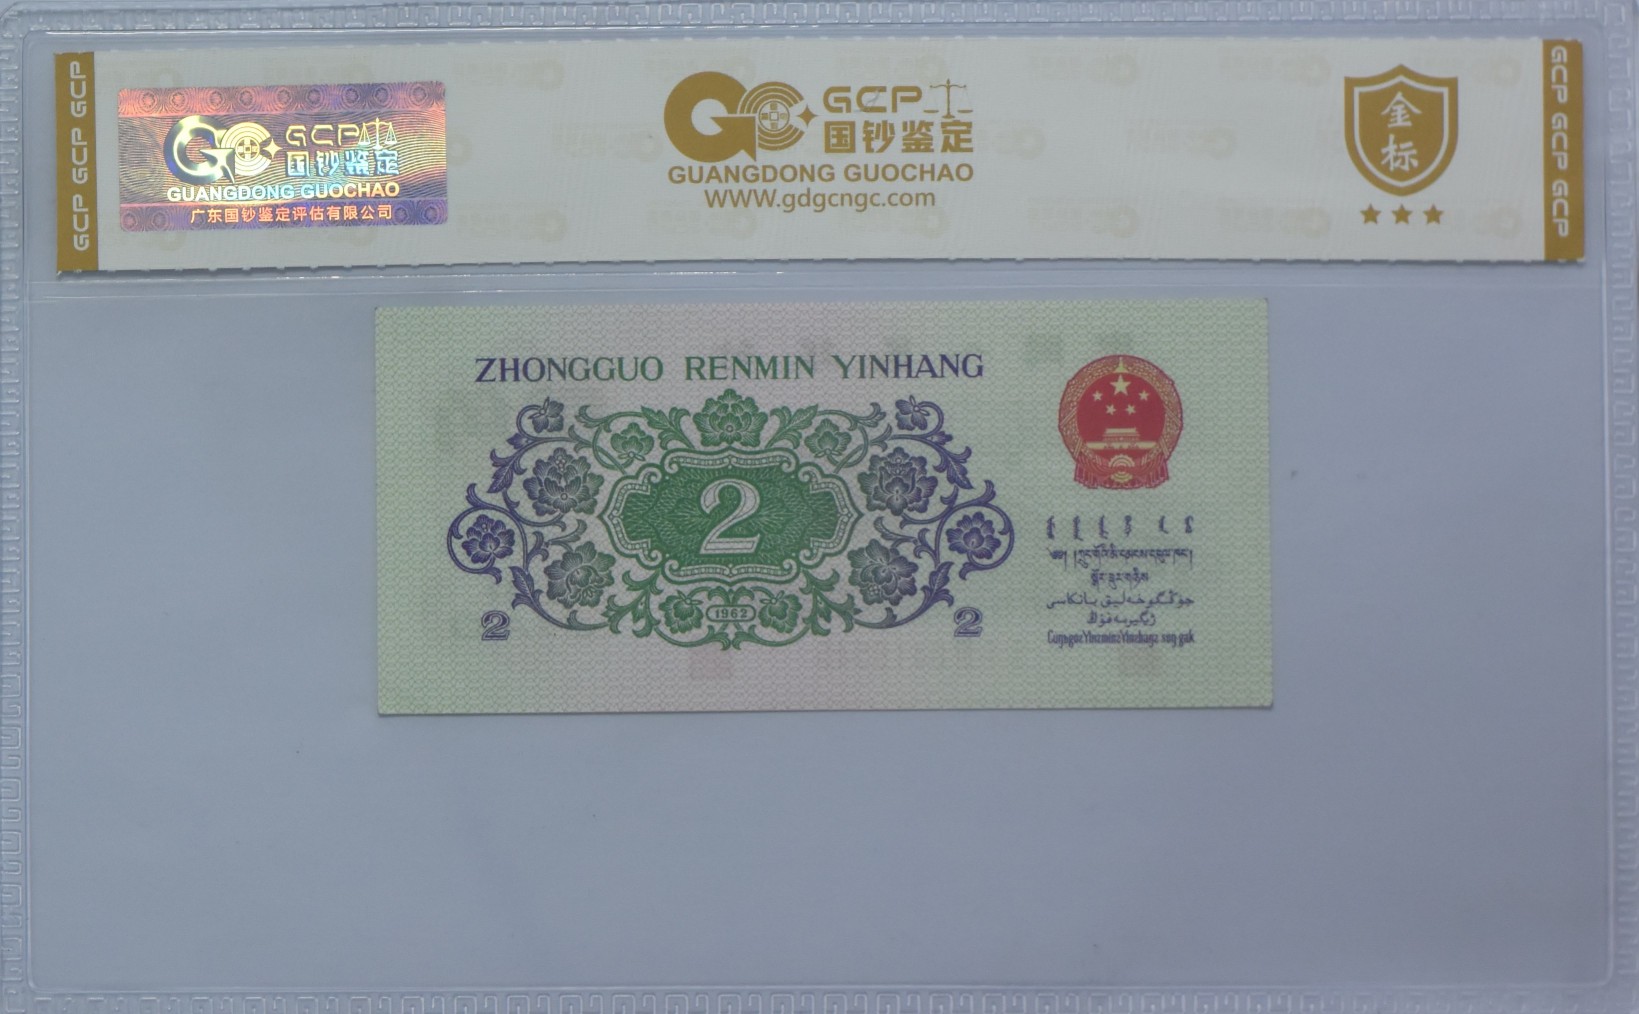 GCP GCP GCP
GCP
国钞鉴定
GUANGDONG GUOCHAO
广东国钞鉴定评估有限公司
GCP
国钞鉴定
GUANGDONG GUOCHAO
WWW.gdgcngc.com
金标
GCP GCP GCP
ZHONGGUO RENMIN YINHANG
2
1962
2
2